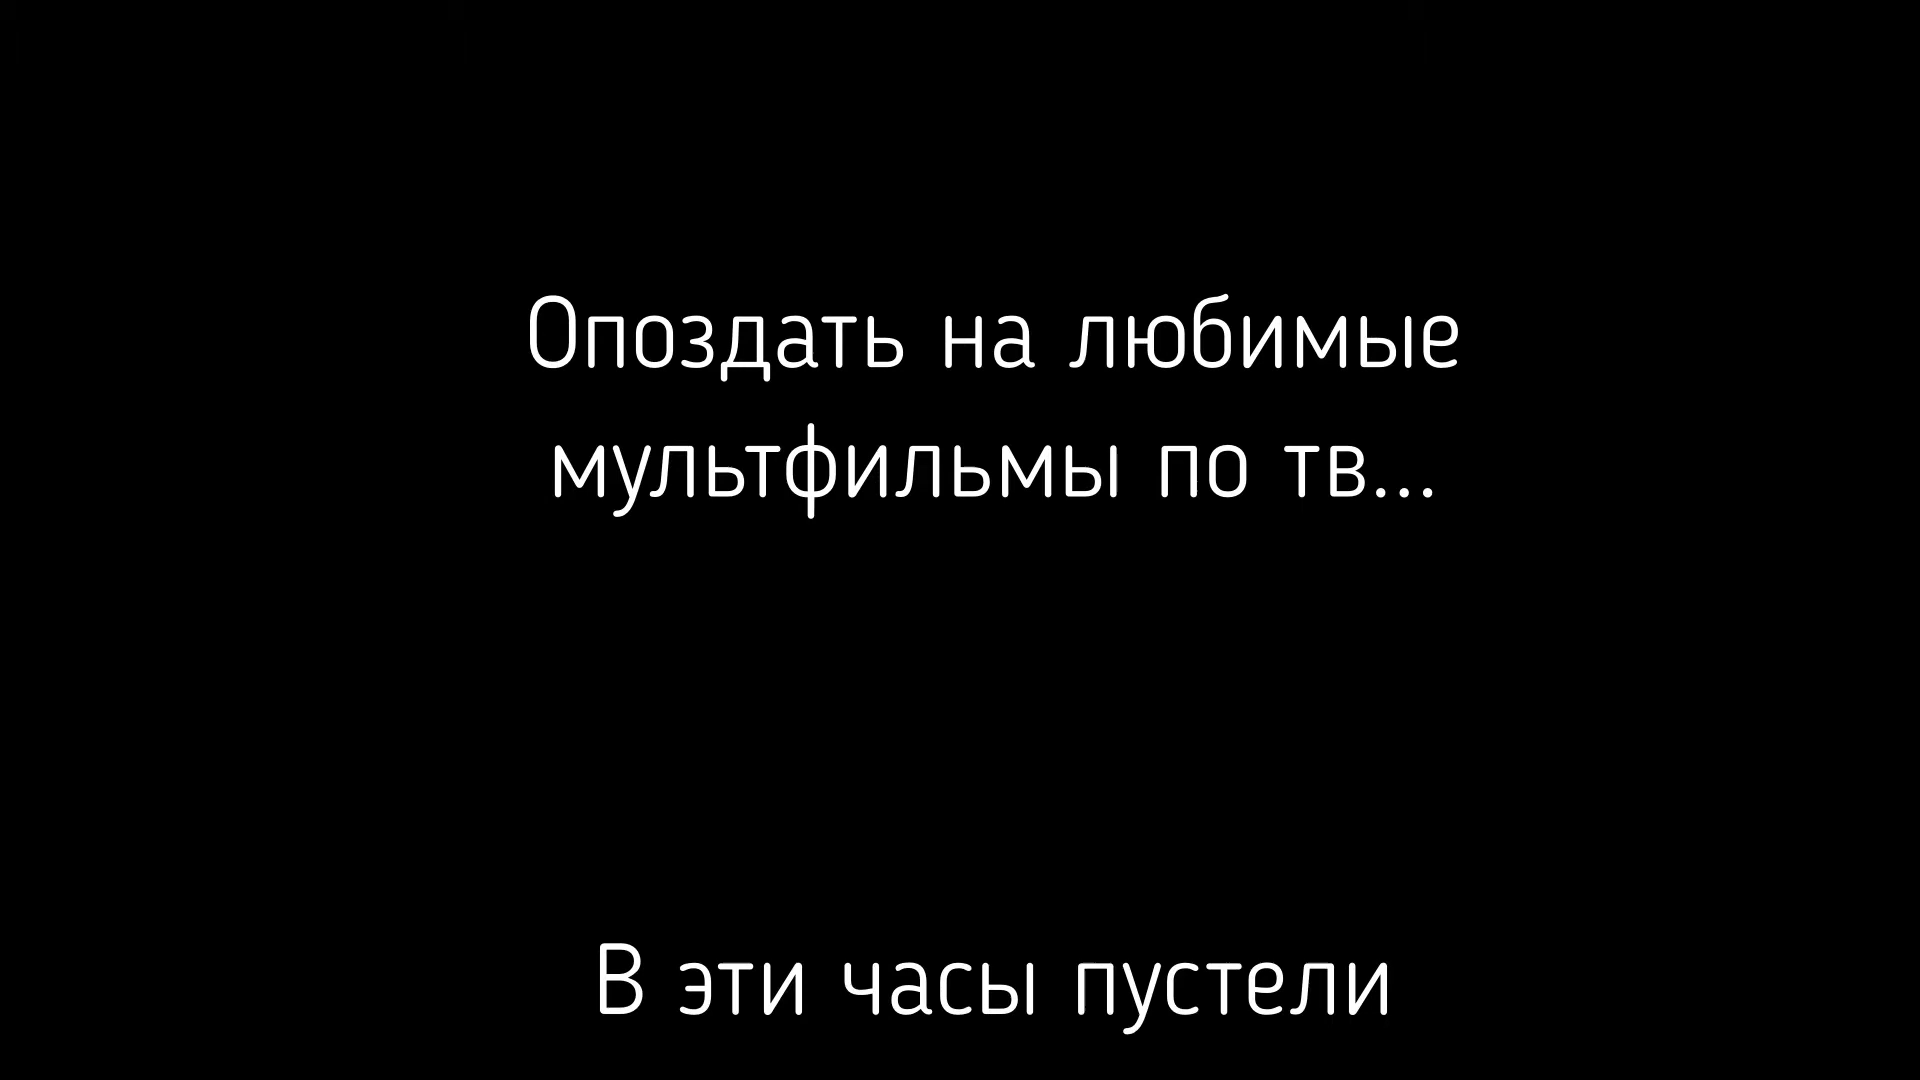 Опоздать на любимые
мультфильмы по тв...
В эти часы пустели